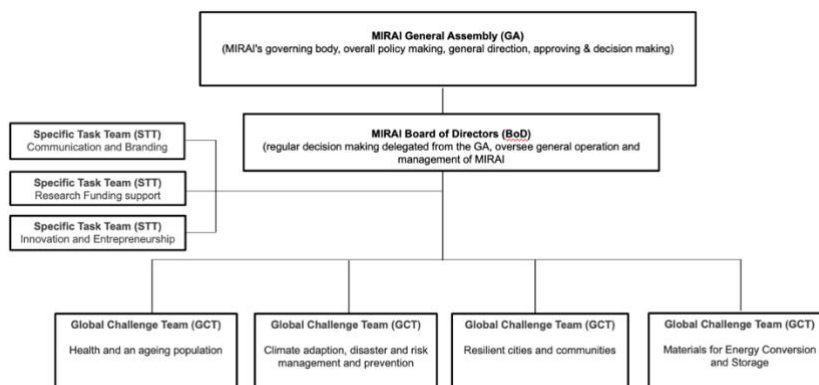 MIRAI General Assembly (GA)
(MIRAI's governing body, overall policy making, general direction, approving & decision making)
MIRAI Board of Directors (BoD)
(regular decision making delegated from the GA, oversee general operation and
management of MIRAI
Specific Task Team (STT)
Communication and Branding
Specific Task Team (STT)
Research Funding support
Specific Task Team (STT)
Innovation and Entrepreneurship
Global Challenge Team (GCT)
Health and an ageing population
Global Challenge Team (GCT)
Climate adaption, disaster and risk
management and prevention
Global Challenge Team (GCT)
Resilient cities and communities
Global Challenge Team (GCT)
Materials for Energy Conversion
and Storage